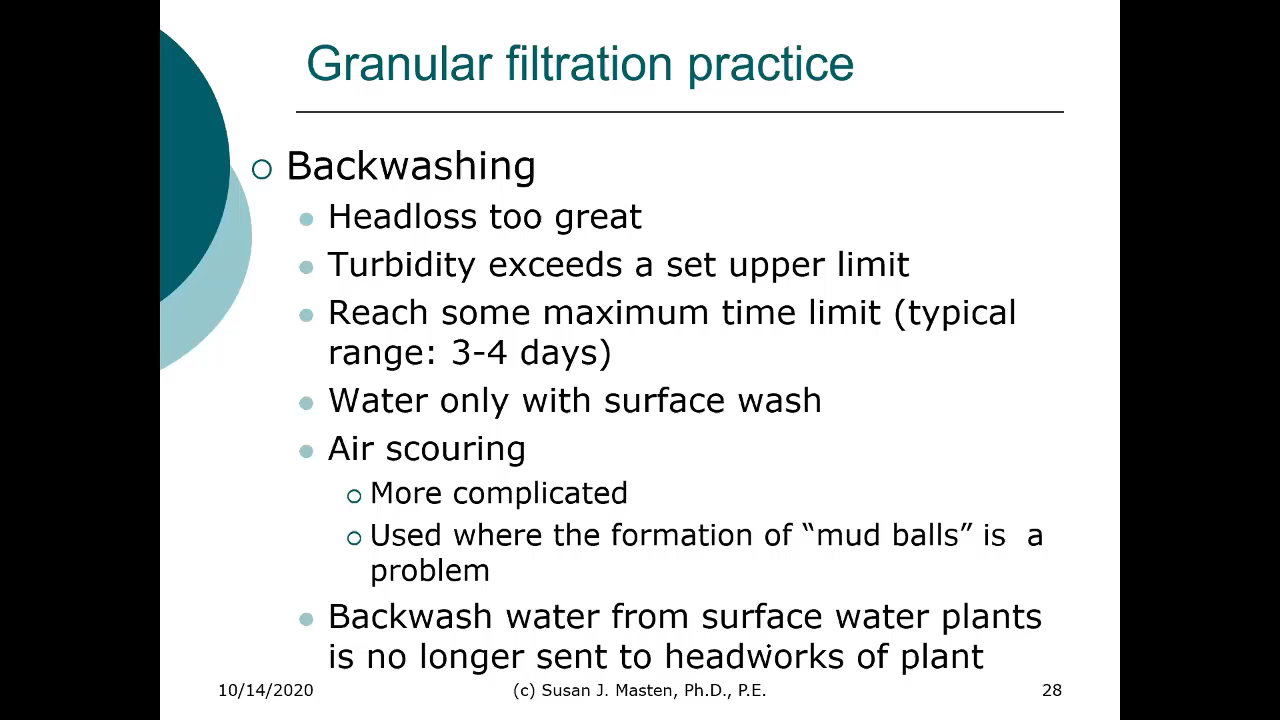 Granular filtration practice
Backwashing
Headloss too great
Turbidity exceeds a set upper limit
Reach some maximum time limit (typical
range: 3-4 days)
Water only with surface wash
Air scouring
More complicated
Used where the formation of “mud balls” is  a
problem
Backwash water from surface water plants
is no longer sent to headworks of plant
10/14/2020
(c) Susan J. Masten, Ph.D., P.E.
28